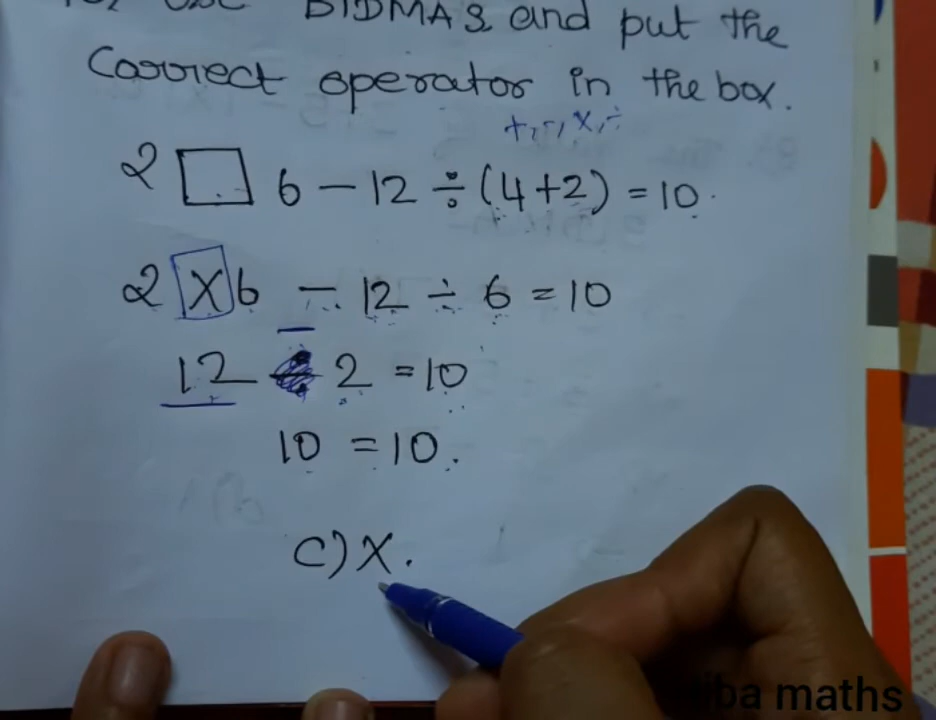 BIDMAS and put the
Correct operator in the box.
+, -, ×, ÷
2 □ 6 - 12 ÷ (4+2) = 10.
2 × 6 - 12 ÷ 6 = 10
12 - 2 = 10
10 = 10.
C) X.
iba maths